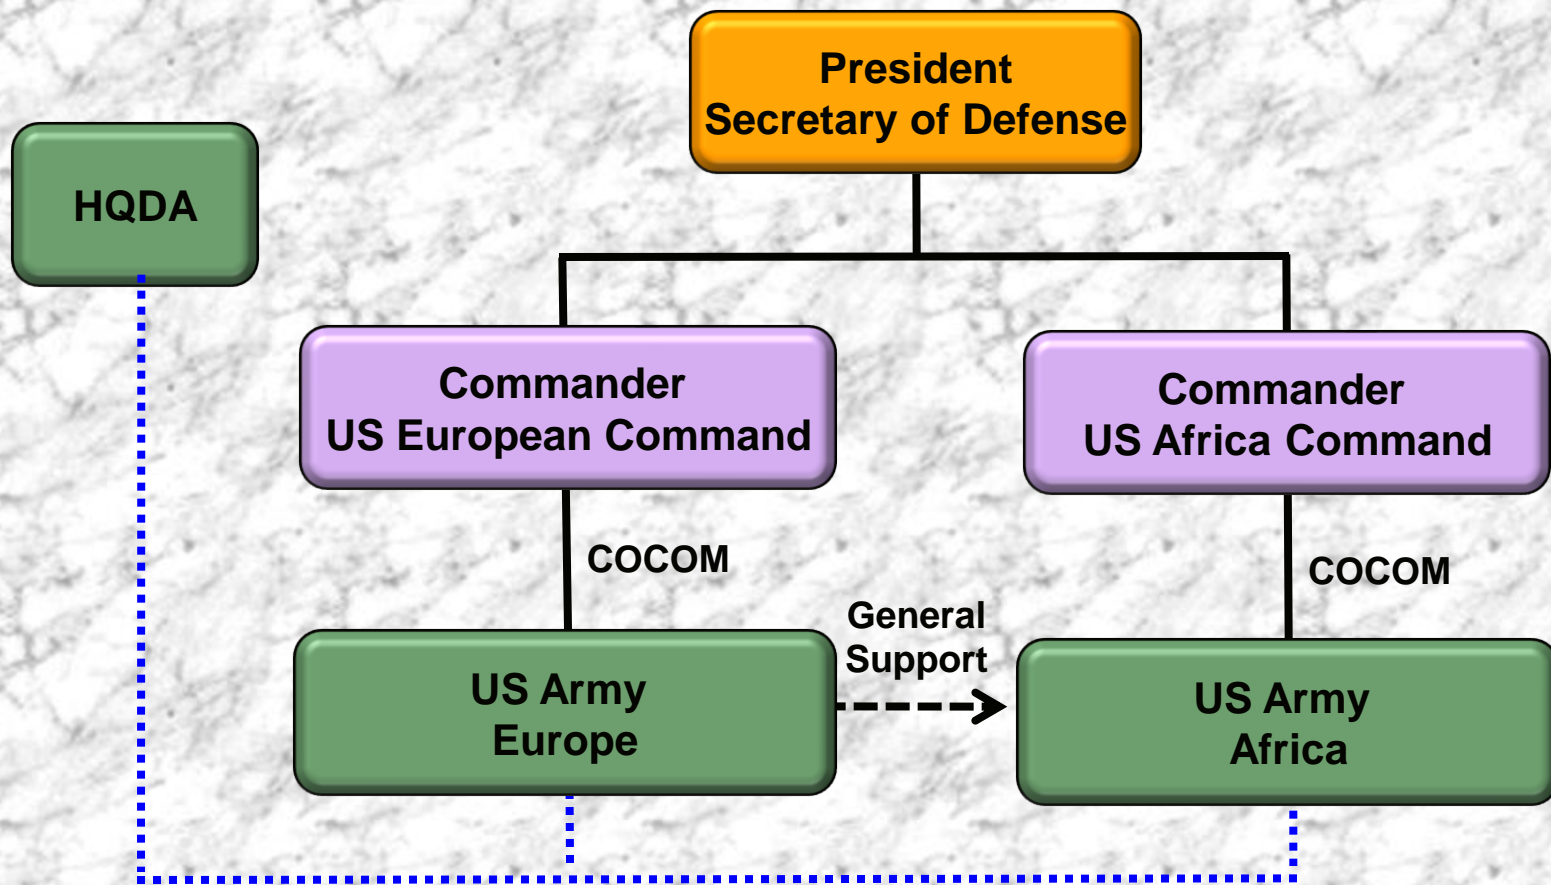 President
Secretary of Defense
HQDA
Commander
US European Command
Commander
US Africa Command
COCOM
COCOM
General
Support
US Army
Europe
US Army
Africa